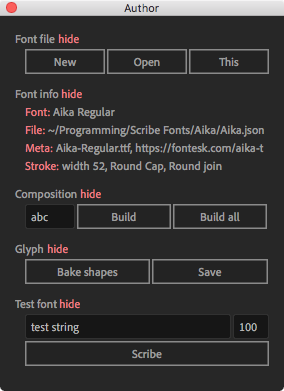 Author
Font file hide
New Open This
Font info hide
Font: Aika Regular
File: ~/Programming/Scribe Fonts/Aika/Aika.json
Meta: Aika-Regular.ttf, https://fontesk.com/aika-t
Stroke: width 52, Round Cap, Round join
Composition hide
abc Build Build all
Glyph hide
Bake shapes Save
Test font hide
test string 100
Scribe